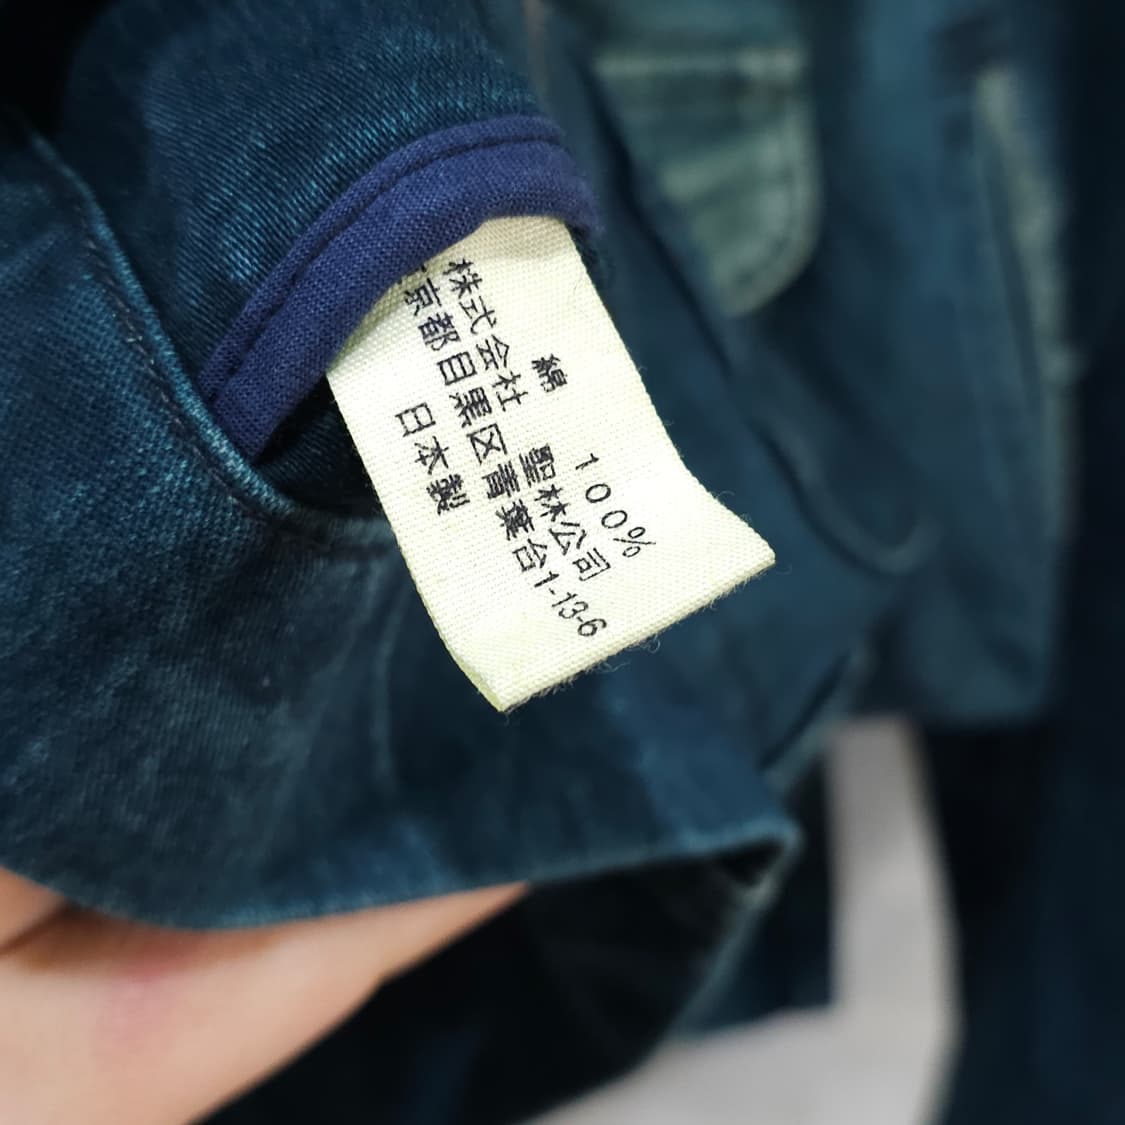 綿 100%
株式会社 聖林公司
東京都目黒区青葉台1-13-6
日本製